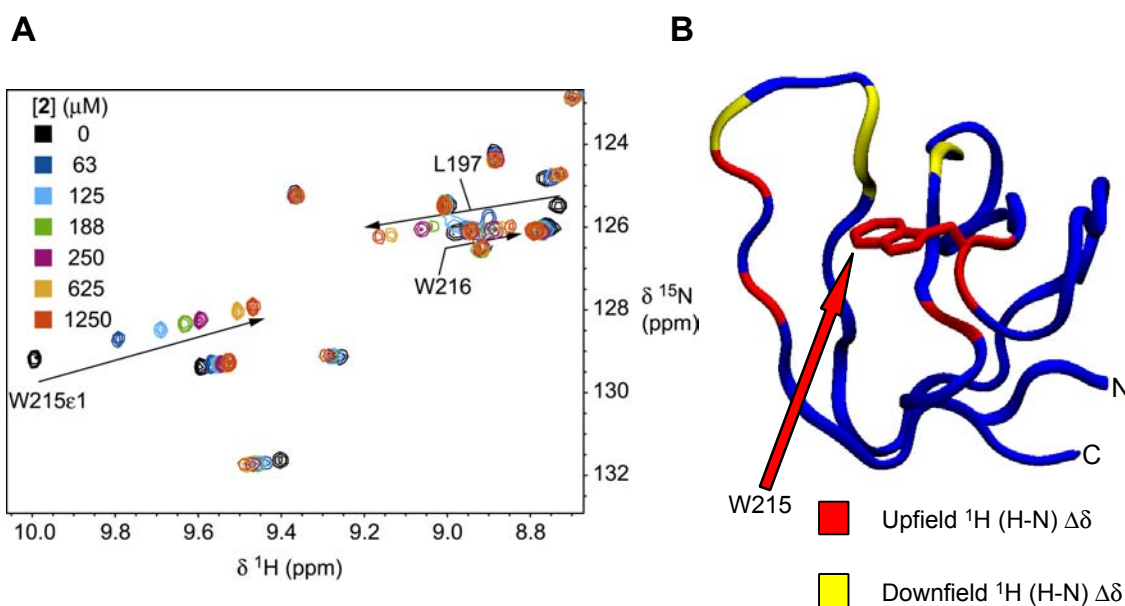 A
[2] (μM)
0
63
125
188
250
625
1250
L197
W216
W215ε1
124
126
128
130
132
δ ¹⁵N
(ppm)
10.0 9.8 9.6 9.4 9.2 9.0 8.8
δ ¹H (ppm)
B
N
C
W215
Upfield ¹H (H-N) Δδ
Downfield ¹H (H-N) Δδ